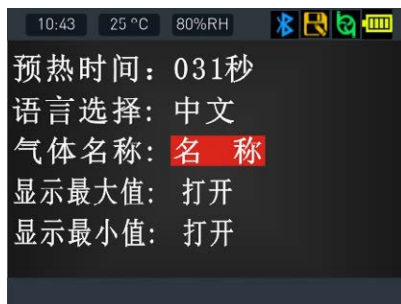 10:43 25 ℃ 80%RH
预热时间：031秒
语言选择: 中文
气体名称: 名 称
显示最大值: 打开
显示最小值: 打开